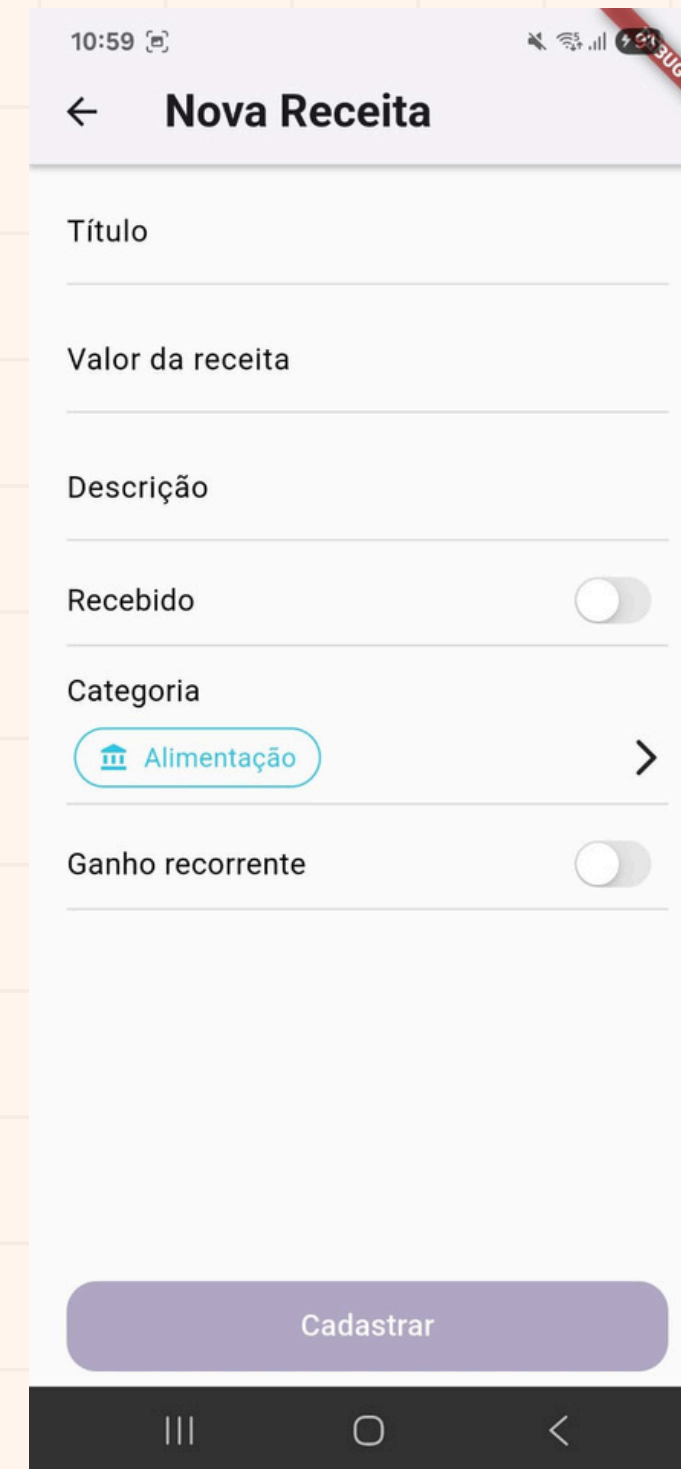 10:59
Nova Receita
Título
Valor da receita
Descrição
Recebido
Categoria
Alimentação
Ganho recorrente
Cadastrar